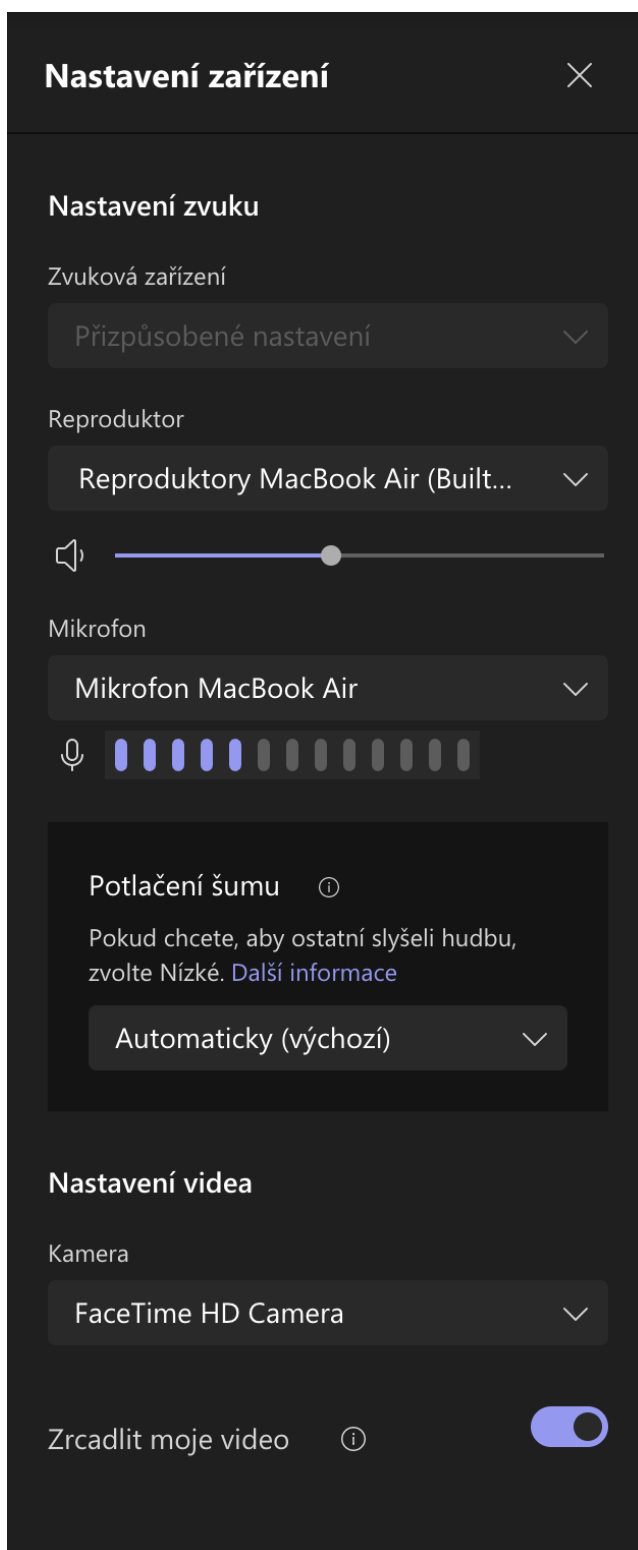 Nastavení zařízení
Nastavení zvuku
Zvuková zařízení
Přizpůsobené nastavení
Reproduktor
Reproduktory MacBook Air (Built...
Mikrofon
Mikrofon MacBook Air
Potlačení šumu
Pokud chcete, aby ostatní slyšeli hudbu,
zvolte Nízké. Další informace
Automaticky (výchozí)
Nastavení videa
Kamera
FaceTime HD Camera
Zrcadlit moje video